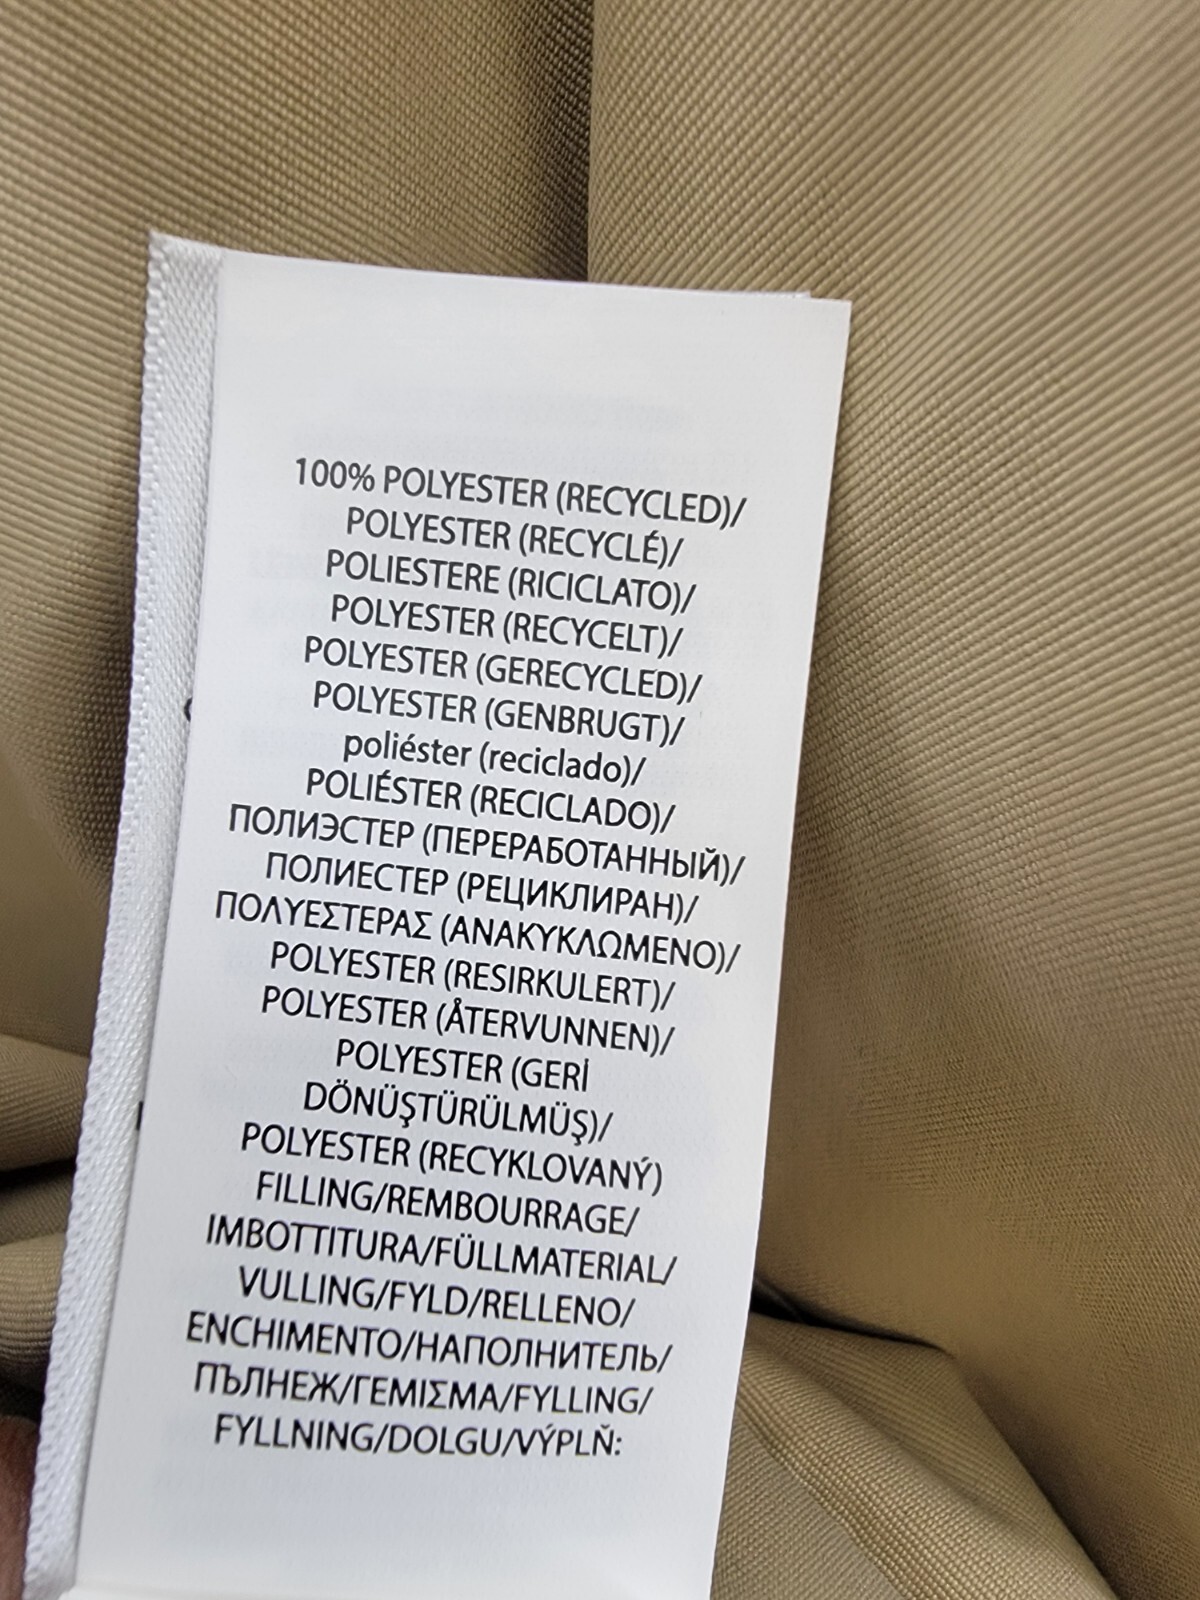 100% POLYESTER (RECYCLED)/
POLYESTER (RECYCLÉ)/
POLIESTERE (RICICLATO)/
POLYESTER (RECYCELT)/
POLYESTER (GERECYCLED)/
POLYESTER (GENBRUGT)/
poliéster (reciclado)/
POLIÉSTER (RECICLADO)/
ПОЛИЭСТЕР (ПЕРЕРАБОТАННЫЙ)/
ПОЛИЕСТЕР (РЕЦИКЛИРАН)/
ΠΟΛΥΕΣΤΕΡΑΣ (ΑΝΑΚΥΚΛΩΜΕΝΟ)/
POLYESTER (RESIRKULERT)/
POLYESTER (ÅTERVUNNEN)/
POLYESTER (GERİ
DÖNÜŞTÜRÜLMÜŞ)/
POLYESTER (RECYKLOVANÝ)
FILLING/REMBOURRAGE/
IMBOTTITURA/FÜLLMATERIAL/
VULLING/FYLD/RELLENO/
ENCHIMENTO/НАПОЛНИТЕЛЬ/
ПЪЛНЕЖ/ΓΕΜΙΣΜΑ/FYLLING/
FYLLNING/DOLGU/VÝPLŇ: